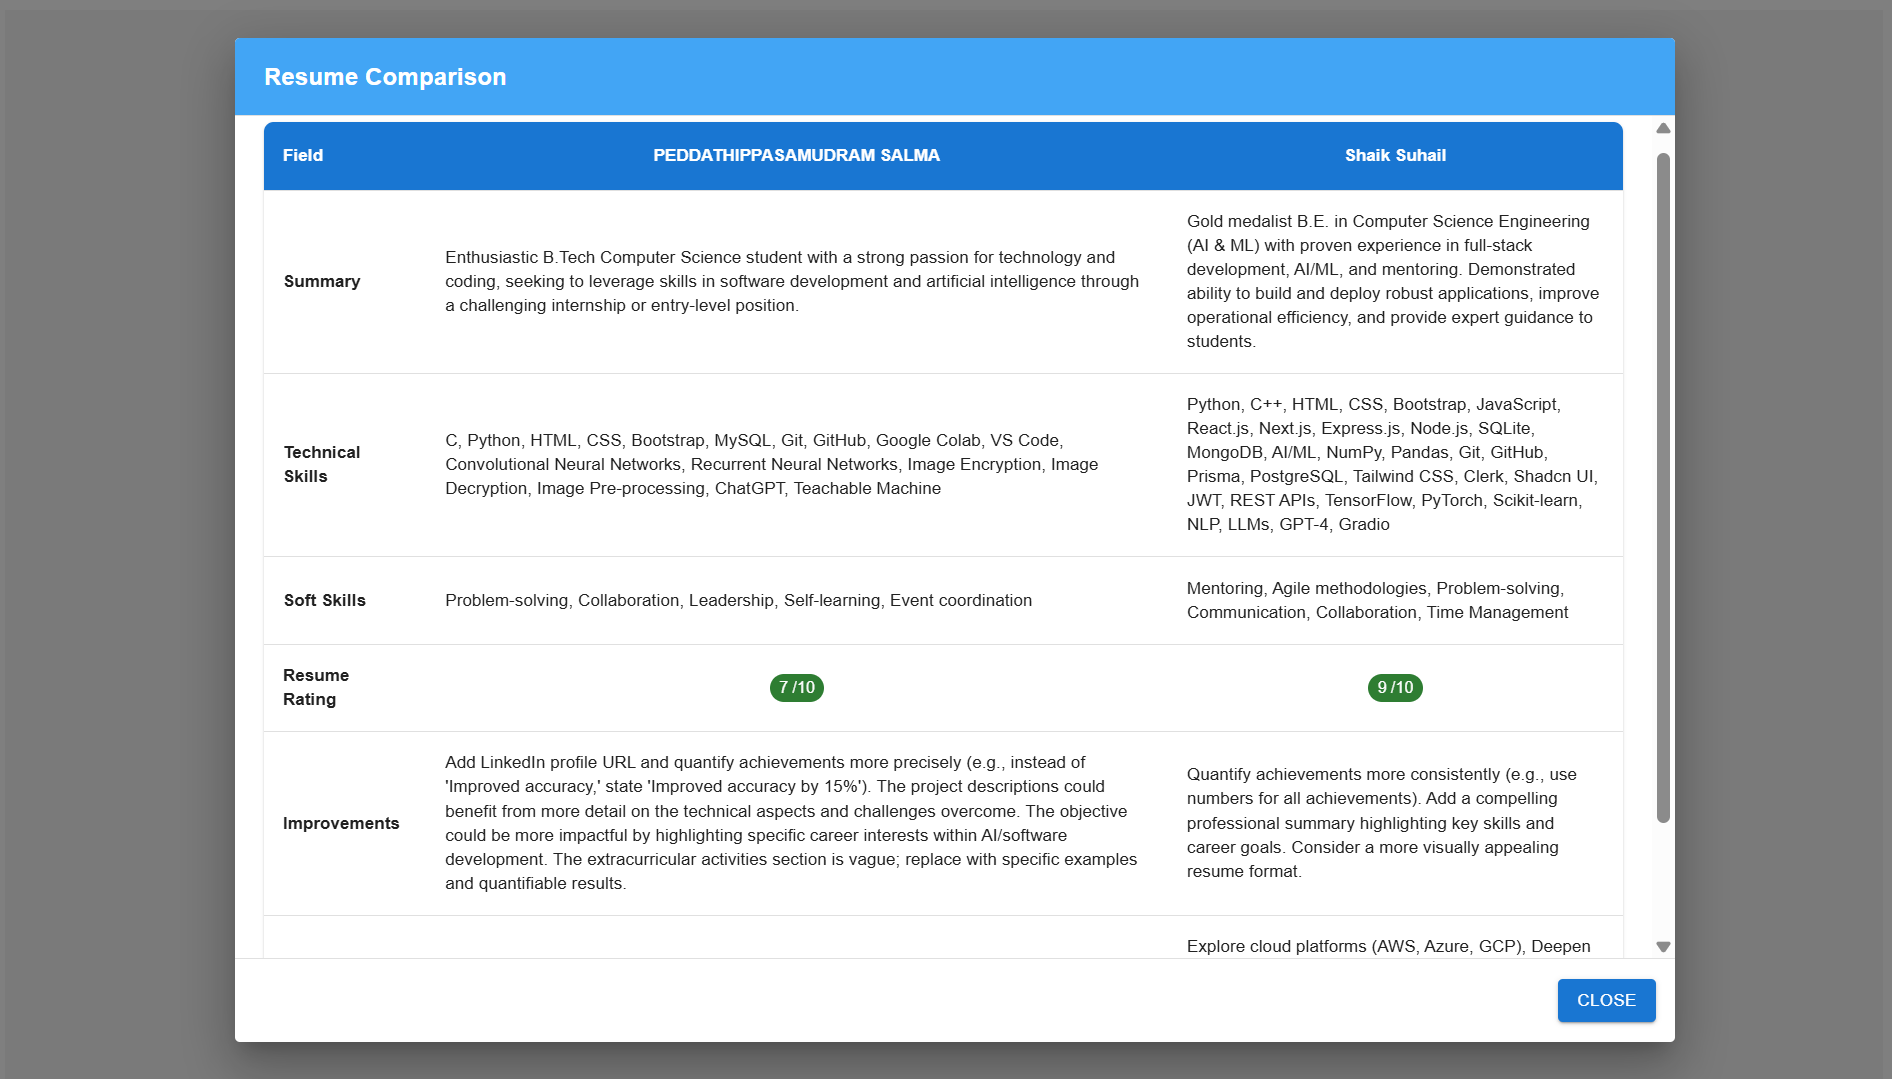 Resume Comparison
Field
PEDDATHIPPASAMUDRAM SALMA
Shaik Suhail
Summary
Enthusiastic B.Tech Computer Science student with a strong passion for technology and
coding, seeking to leverage skills in software development and artificial intelligence through
a challenging internship or entry-level position.
Gold medalist B.E. in Computer Science Engineering
(AI & ML) with proven experience in full-stack
development, AI/ML, and mentoring. Demonstrated
ability to build and deploy robust applications, improve
operational efficiency, and provide expert guidance to
students.
Technical
Skills
C, Python, HTML, CSS, Bootstrap, MySQL, Git, GitHub, Google Colab, VS Code,
Convolutional Neural Networks, Recurrent Neural Networks, Image Encryption, Image
Decryption, Image Pre-processing, ChatGPT, Teachable Machine
Python, C++, HTML, CSS, Bootstrap, JavaScript,
React.js, Next.js, Express.js, Node.js, SQLite,
MongoDB, AI/ML, NumPy, Pandas, Git, GitHub,
Prisma, PostgreSQL, Tailwind CSS, Clerk, Shadcn UI,
JWT, REST APIs, TensorFlow, PyTorch, Scikit-learn,
NLP, LLMs, GPT-4, Gradio
Soft Skills
Problem-solving, Collaboration, Leadership, Self-learning, Event coordination
Mentoring, Agile methodologies, Problem-solving,
Communication, Collaboration, Time Management
Resume
Rating
7 /10
9 /10
Improvements
Add LinkedIn profile URL and quantify achievements more precisely (e.g., instead of
'Improved accuracy,' state 'Improved accuracy by 15%'). The project descriptions could
benefit from more detail on the technical aspects and challenges overcome. The objective
could be more impactful by highlighting specific career interests within AI/software
development. The extracurricular activities section is vague; replace with specific examples
and quantifiable results.
Quantify achievements more consistently (e.g., use
numbers for all achievements). Add a compelling
professional summary highlighting key skills and
career goals. Consider a more visually appealing
resume format.
Explore cloud platforms (AWS, Azure, GCP), Deepen
CLOSE